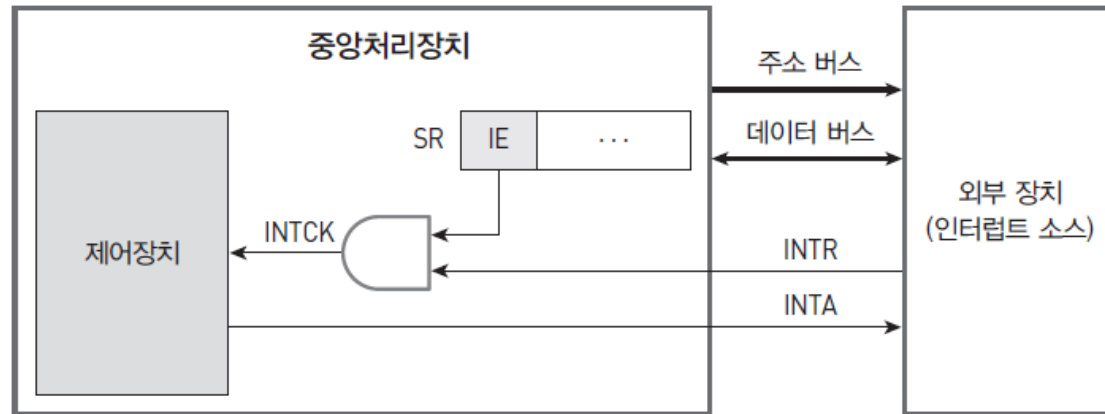 중앙처리장치
주소 버스
SR IE ···
데이터 버스
외부 장치
(인터럽트 소스)
제어장치
INTCK
INTR
INTA